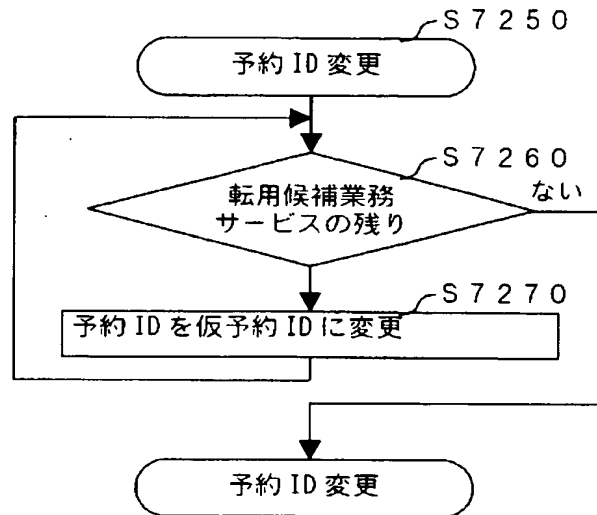 S7250
予約ID変更
S7260
転用候補業務
サービスの残り
ない
S7270
予約IDを仮予約IDに変更
予約ID変更